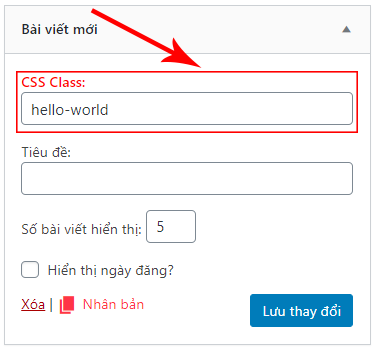 Bài viết mới
CSS Class:
hello-world
Tiêu đề:
Số bài viết hiển thị: 5
Hiển thị ngày đăng?
Xóa | Nhân bản
Lưu thay đổi